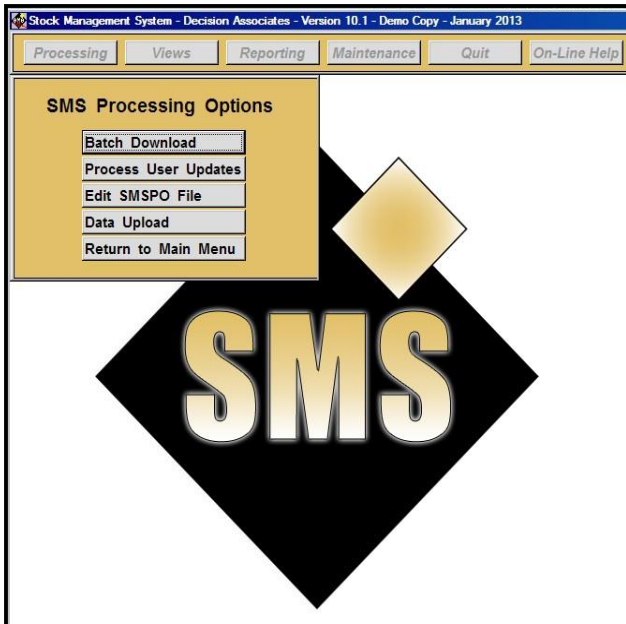 Stock Management System - Decision Associates - Version 10.1 - Demo Copy - January 2013
Processing Views Reporting Maintenance Quit On-Line Help
SMS Processing Options
Batch Download
Process User Updates
Edit SMSPO File
Data Upload
Return to Main Menu
SMS